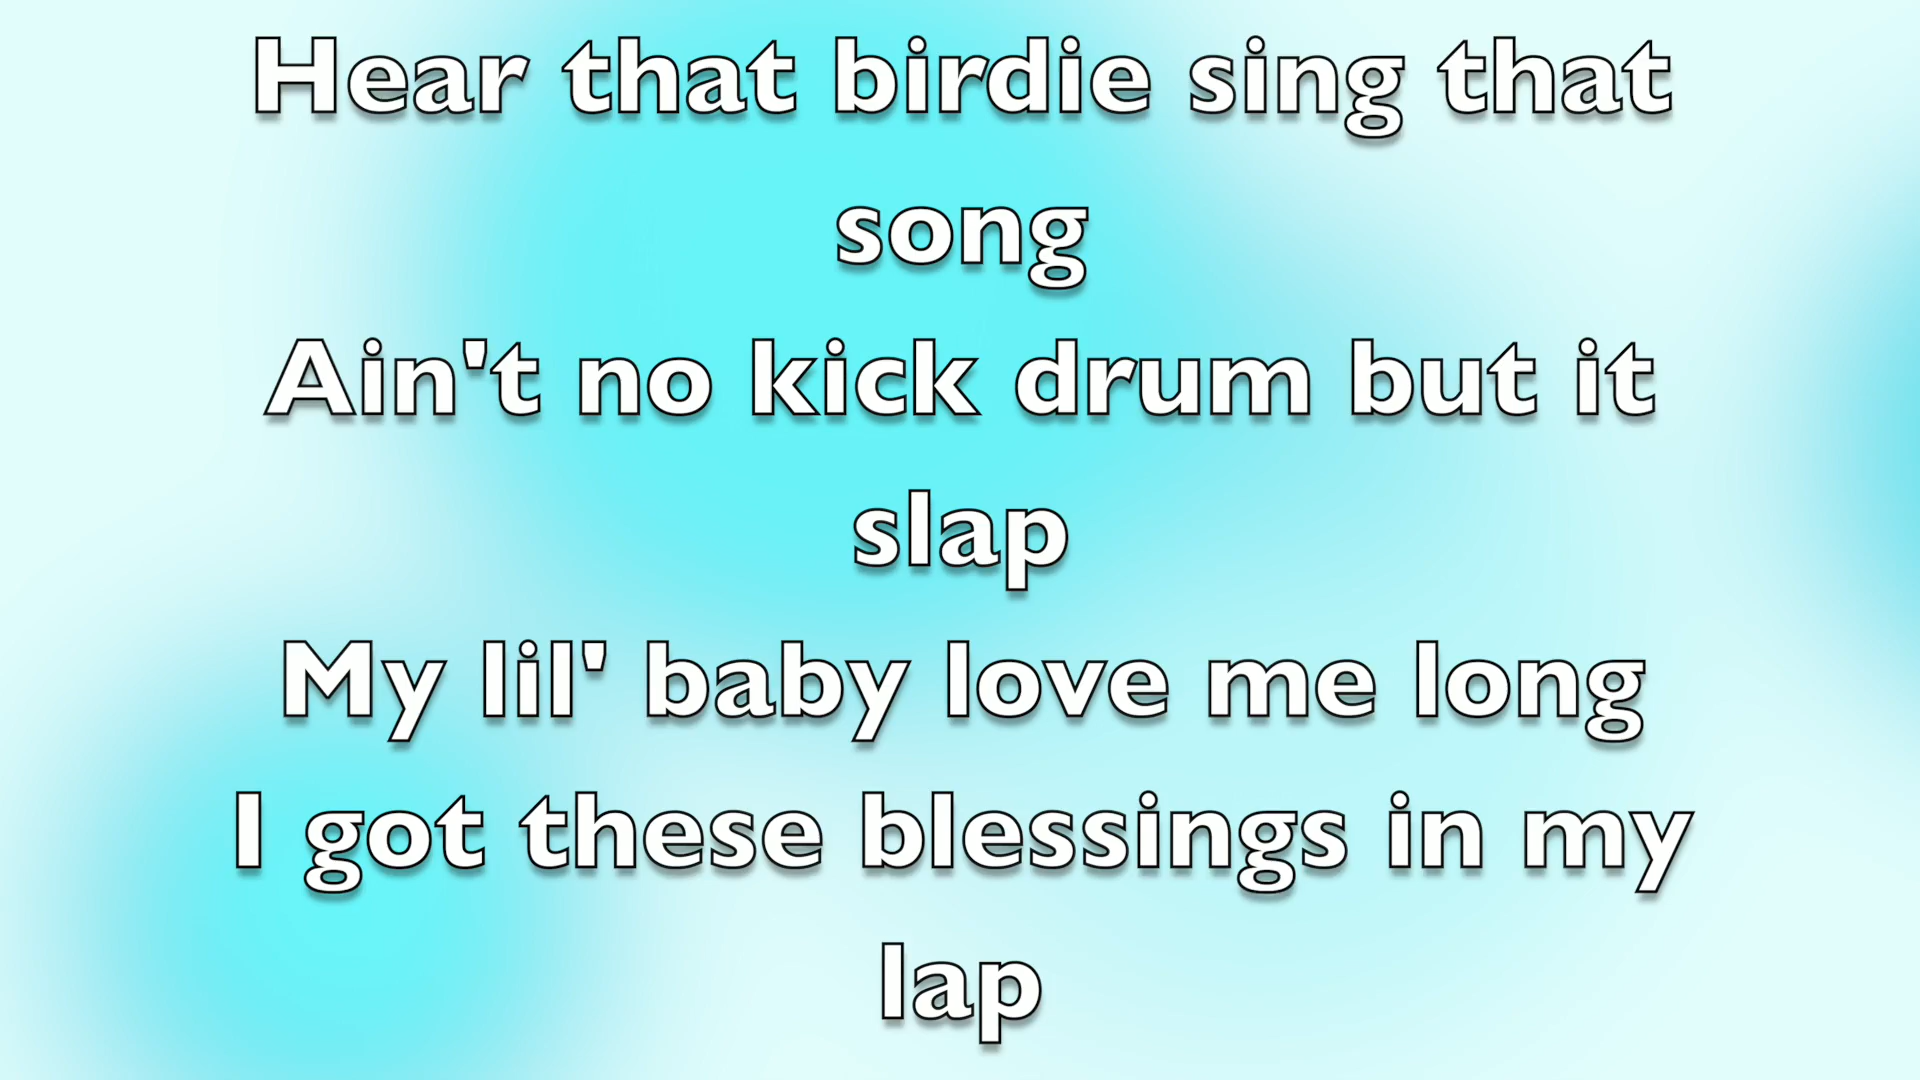 Hear that birdie sing that
song
Ain't no kick drum but it
slap
My lil' baby love me long
I got these blessings in my
lap